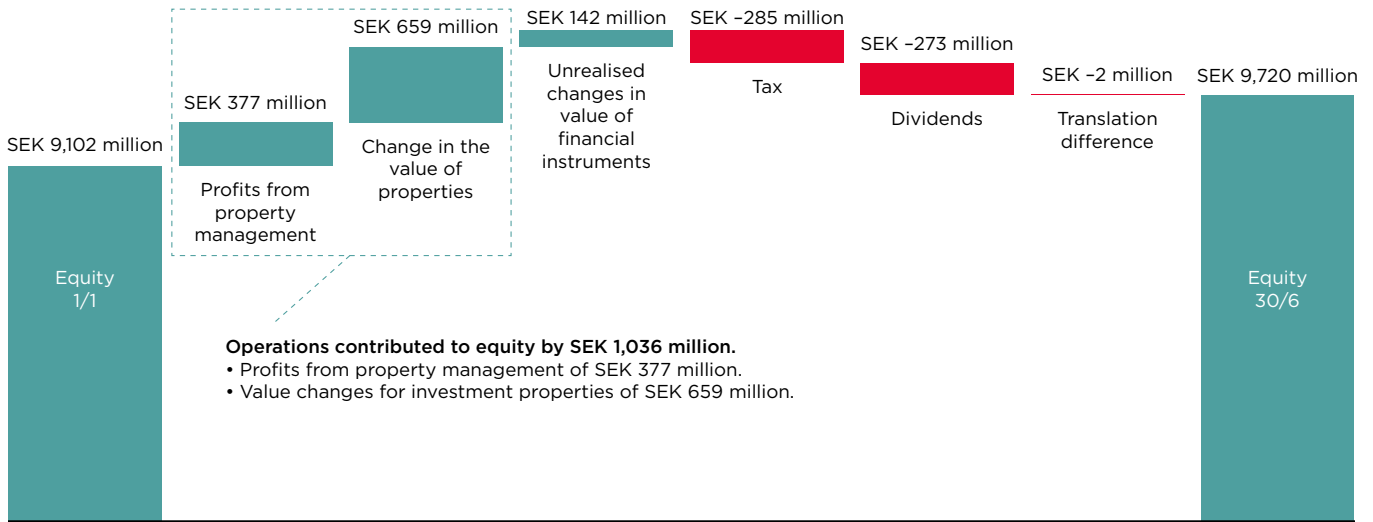 SEK 9,102 million
Equity
1/1
SEK 377 million
Profits from
property
management
SEK 659 million
Change in the
value of
properties
SEK 142 million
Unrealised
changes in
value of
financial
instruments
SEK –285 million
Tax
SEK –273 million
Dividends
SEK –2 million
Translation
difference
SEK 9,720 million
Equity
30/6
Operations contributed to equity by SEK 1,036 million.
• Profits from property management of SEK 377 million.
• Value changes for investment properties of SEK 659 million.